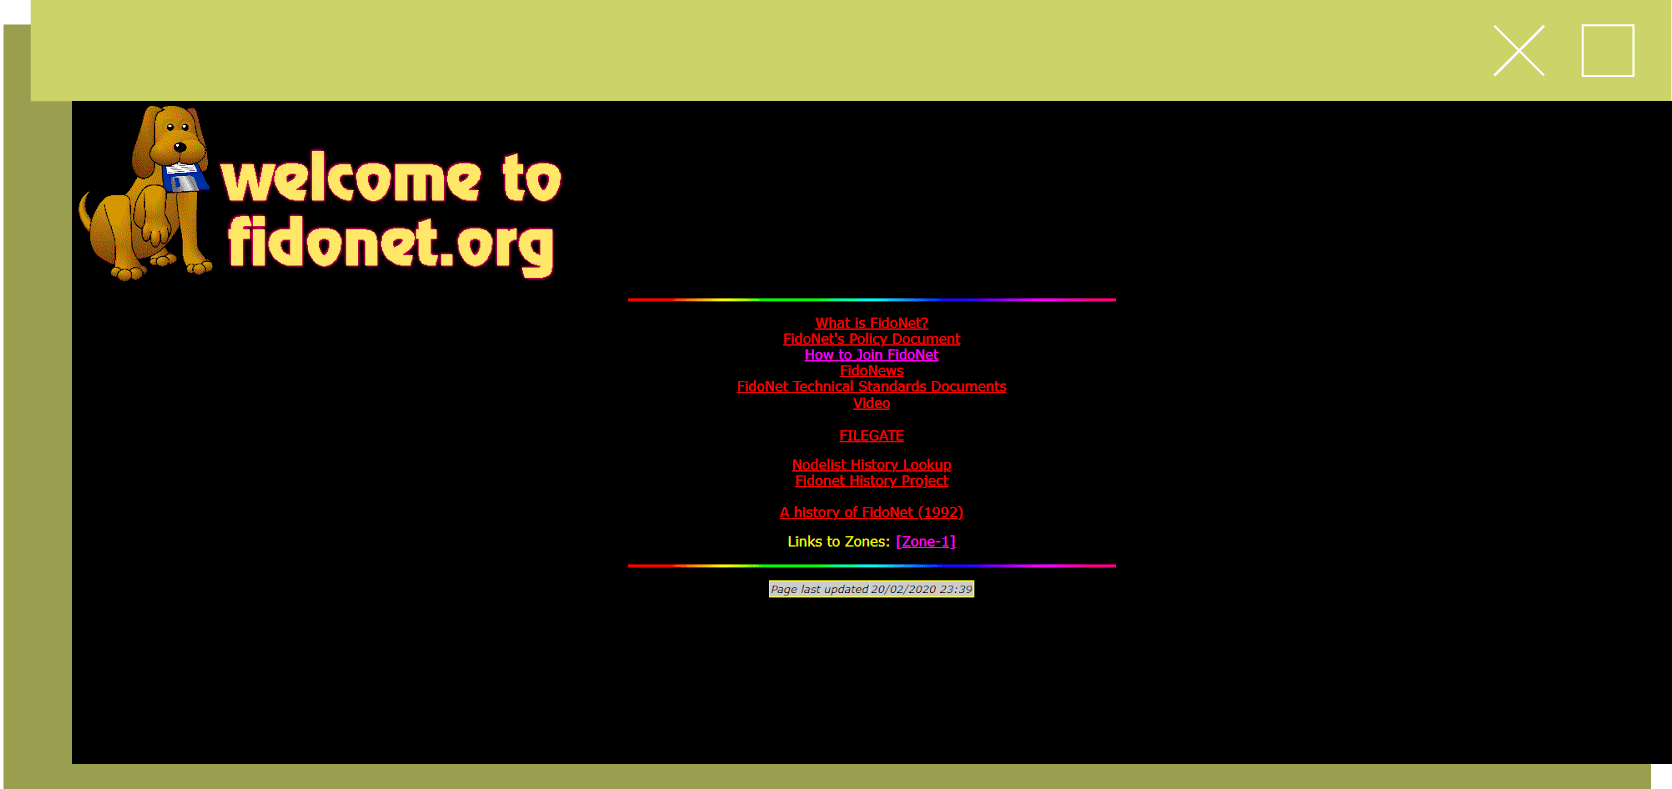 welcome to
fidonet.org
What is FidoNet?
FidoNet's Policy Document
How to Join FidoNet
FidoNews
FidoNet Technical Standards Documents
Video
FILEGATE
Nodelist History Lookup
Fidonet History Project
A history of FidoNet (1992)
Links to Zones: [Zone-1]
Page last updated 20/02/2020 23:39